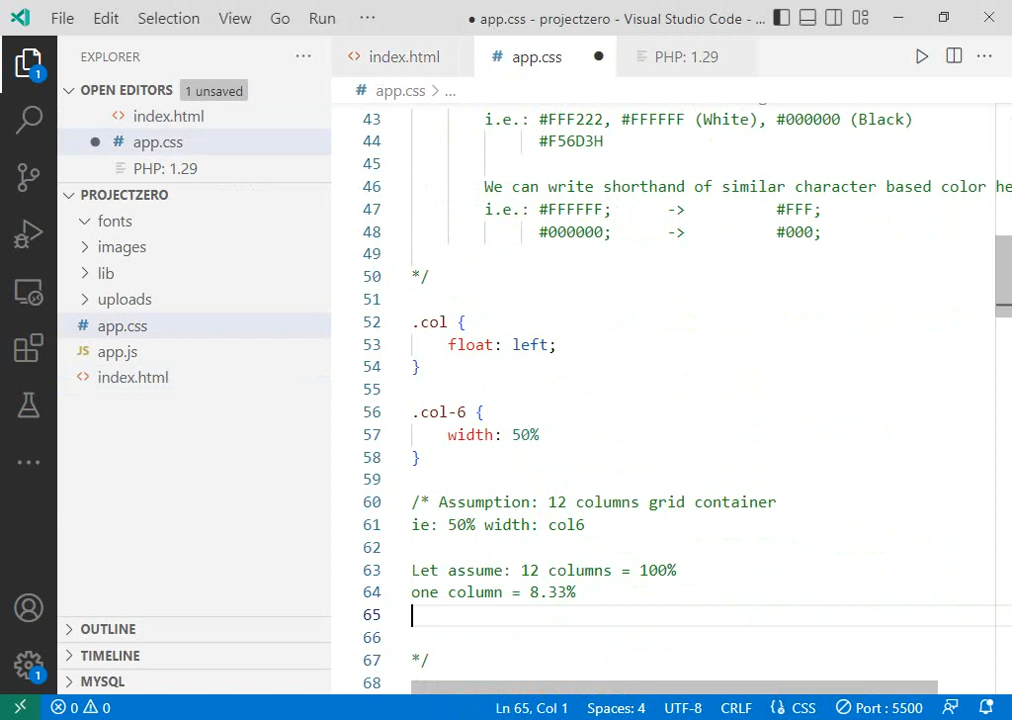 File Edit Selection View Go Run ··· ● app.css - projectzero - Visual Studio Code - ...
EXPLORER ···
index.html
app.css ●
PHP: 1.29
OPEN EDITORS 1 unsaved
index.html
● app.css
PHP: 1.29
PROJECTZERO
fonts
images
lib
uploads
app.css
JS app.js
index.html
OUTLINE
TIMELINE
MYSQL
1
1
# app.css > ...
43 i.e.: #FFF222, #FFFFFF (White), #000000 (Black)
44 #F56D3H
45
46 We can write shorthand of similar character based color he
47 i.e.: #FFFFFF; -> #FFF;
48 #000000; -> #000;
49
50 */
51
52 .col {
53 float: left;
54 }
55
56 .col-6 {
57 width: 50%
58 }
59
60 /* Assumption: 12 columns grid container
61 ie: 50% width: col6
62
63 Let assume: 12 columns = 100%
64 one column = 8.33%
65
66
67 */
68
0 0 Ln 65, Col 1 Spaces: 4 UTF-8 CRLF {} CSS Port : 5500